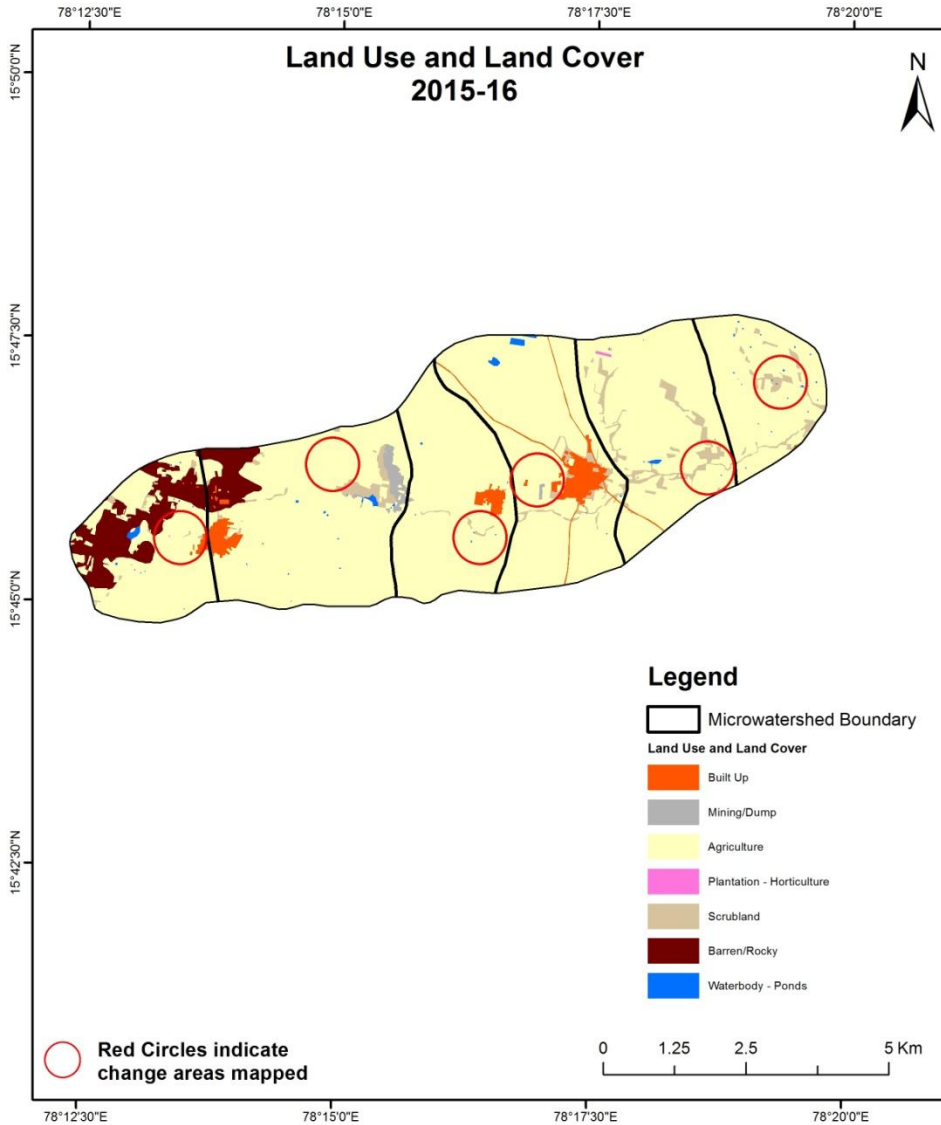 78°12'30"E 78°15'0"E 78°17'30"E 78°20'0"E
Land Use and Land Cover
2015-16
N
15°50'0"N
15°47'30"N
15°45'0"N
15°42'30"N
Legend
Microwatershed Boundary
Land Use and Land Cover
Built Up
Mining/Dump
Agriculture
Plantation - Horticulture
Scrubland
Barren/Rocky
Waterbody - Ponds
Red Circles indicate
change areas mapped
0 1.25 2.5 5 Km
78°12'30"E 78°15'0"E 78°17'30"E 78°20'0"E